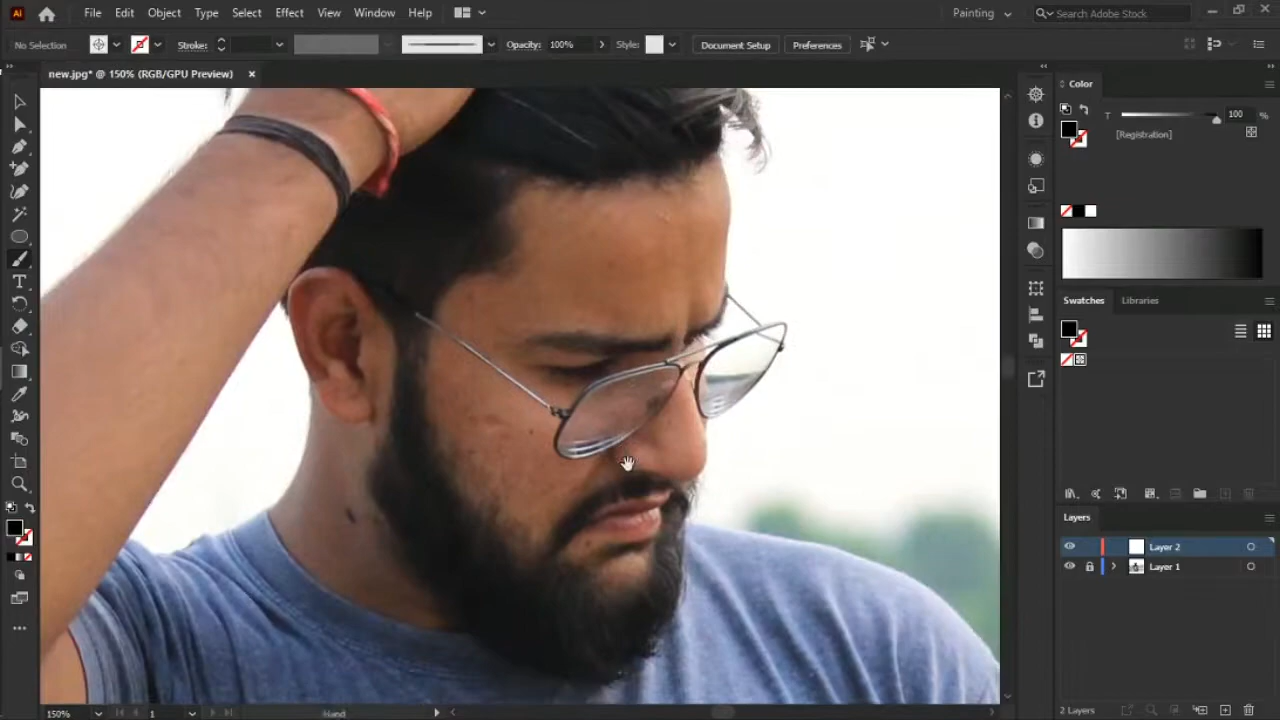 Ai File Edit Object Type Select Effect View Window Help Painting Search Adobe Stock
No Selection Stroke: Opacity: 100% Style: Document Setup Preferences
new.jpg* @ 150% (RGB/GPU Preview)
Color
T 100 %
[Registration]
Swatches Libraries
Layers
Layer 2
Layer 1
150% 1 Hand 2 Layers